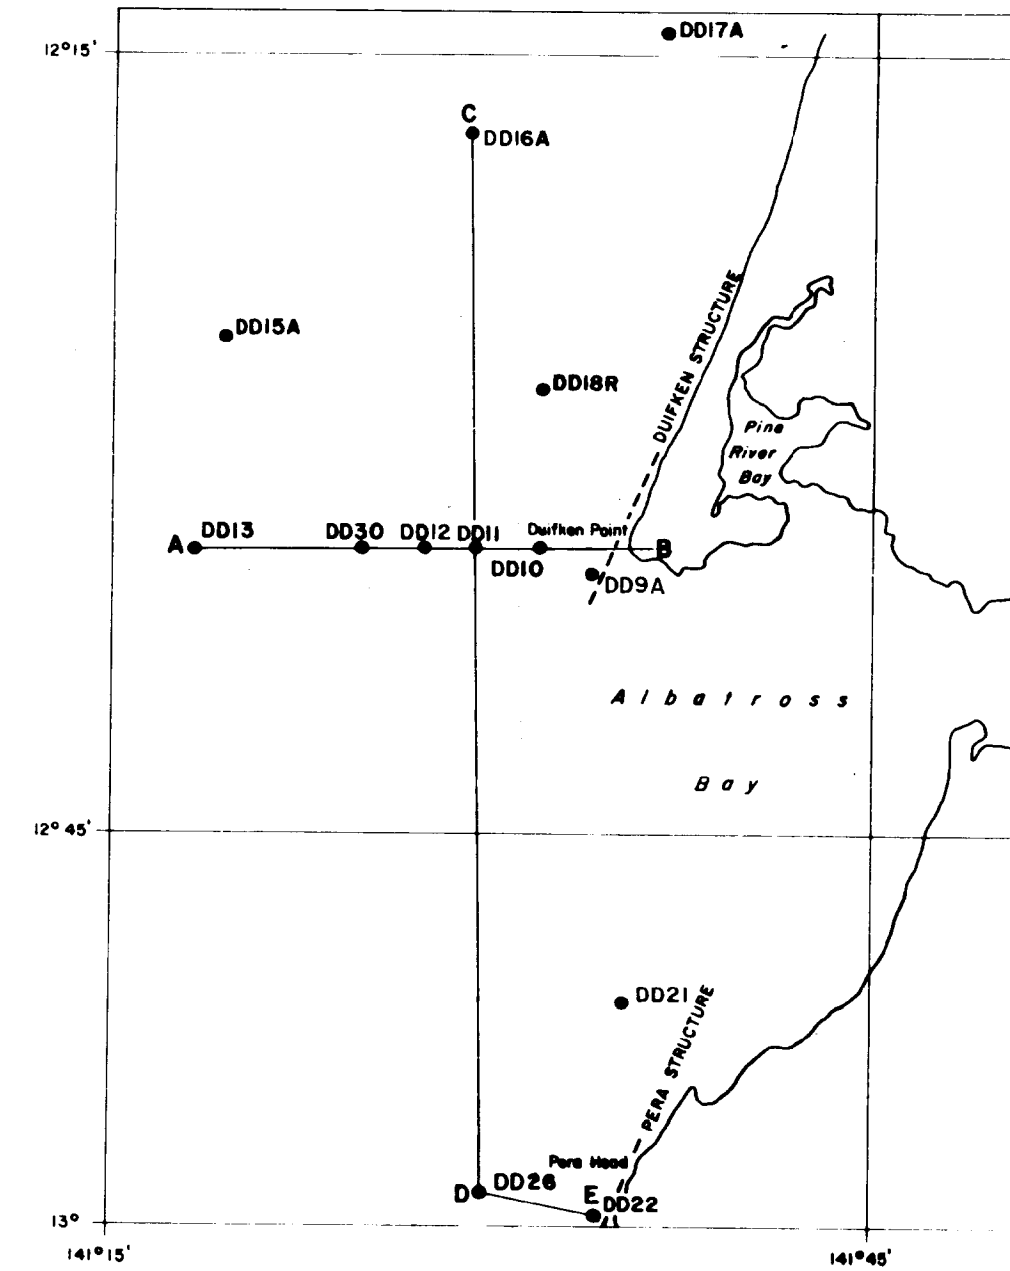 DD17A
12°15'
C
DD16A
DUIFKEN STRUCTURE
DD15A
DD18R
Pine
River
Bay
A
DD13
DD30
DD12
DD11
Duifken Point
B
DD10
DD9A
Albatross
Bay
12°45'
DD21
PERA STRUCTURE
Pera Head
D
DD26
E
DD22
13°
141°15'
141°45'